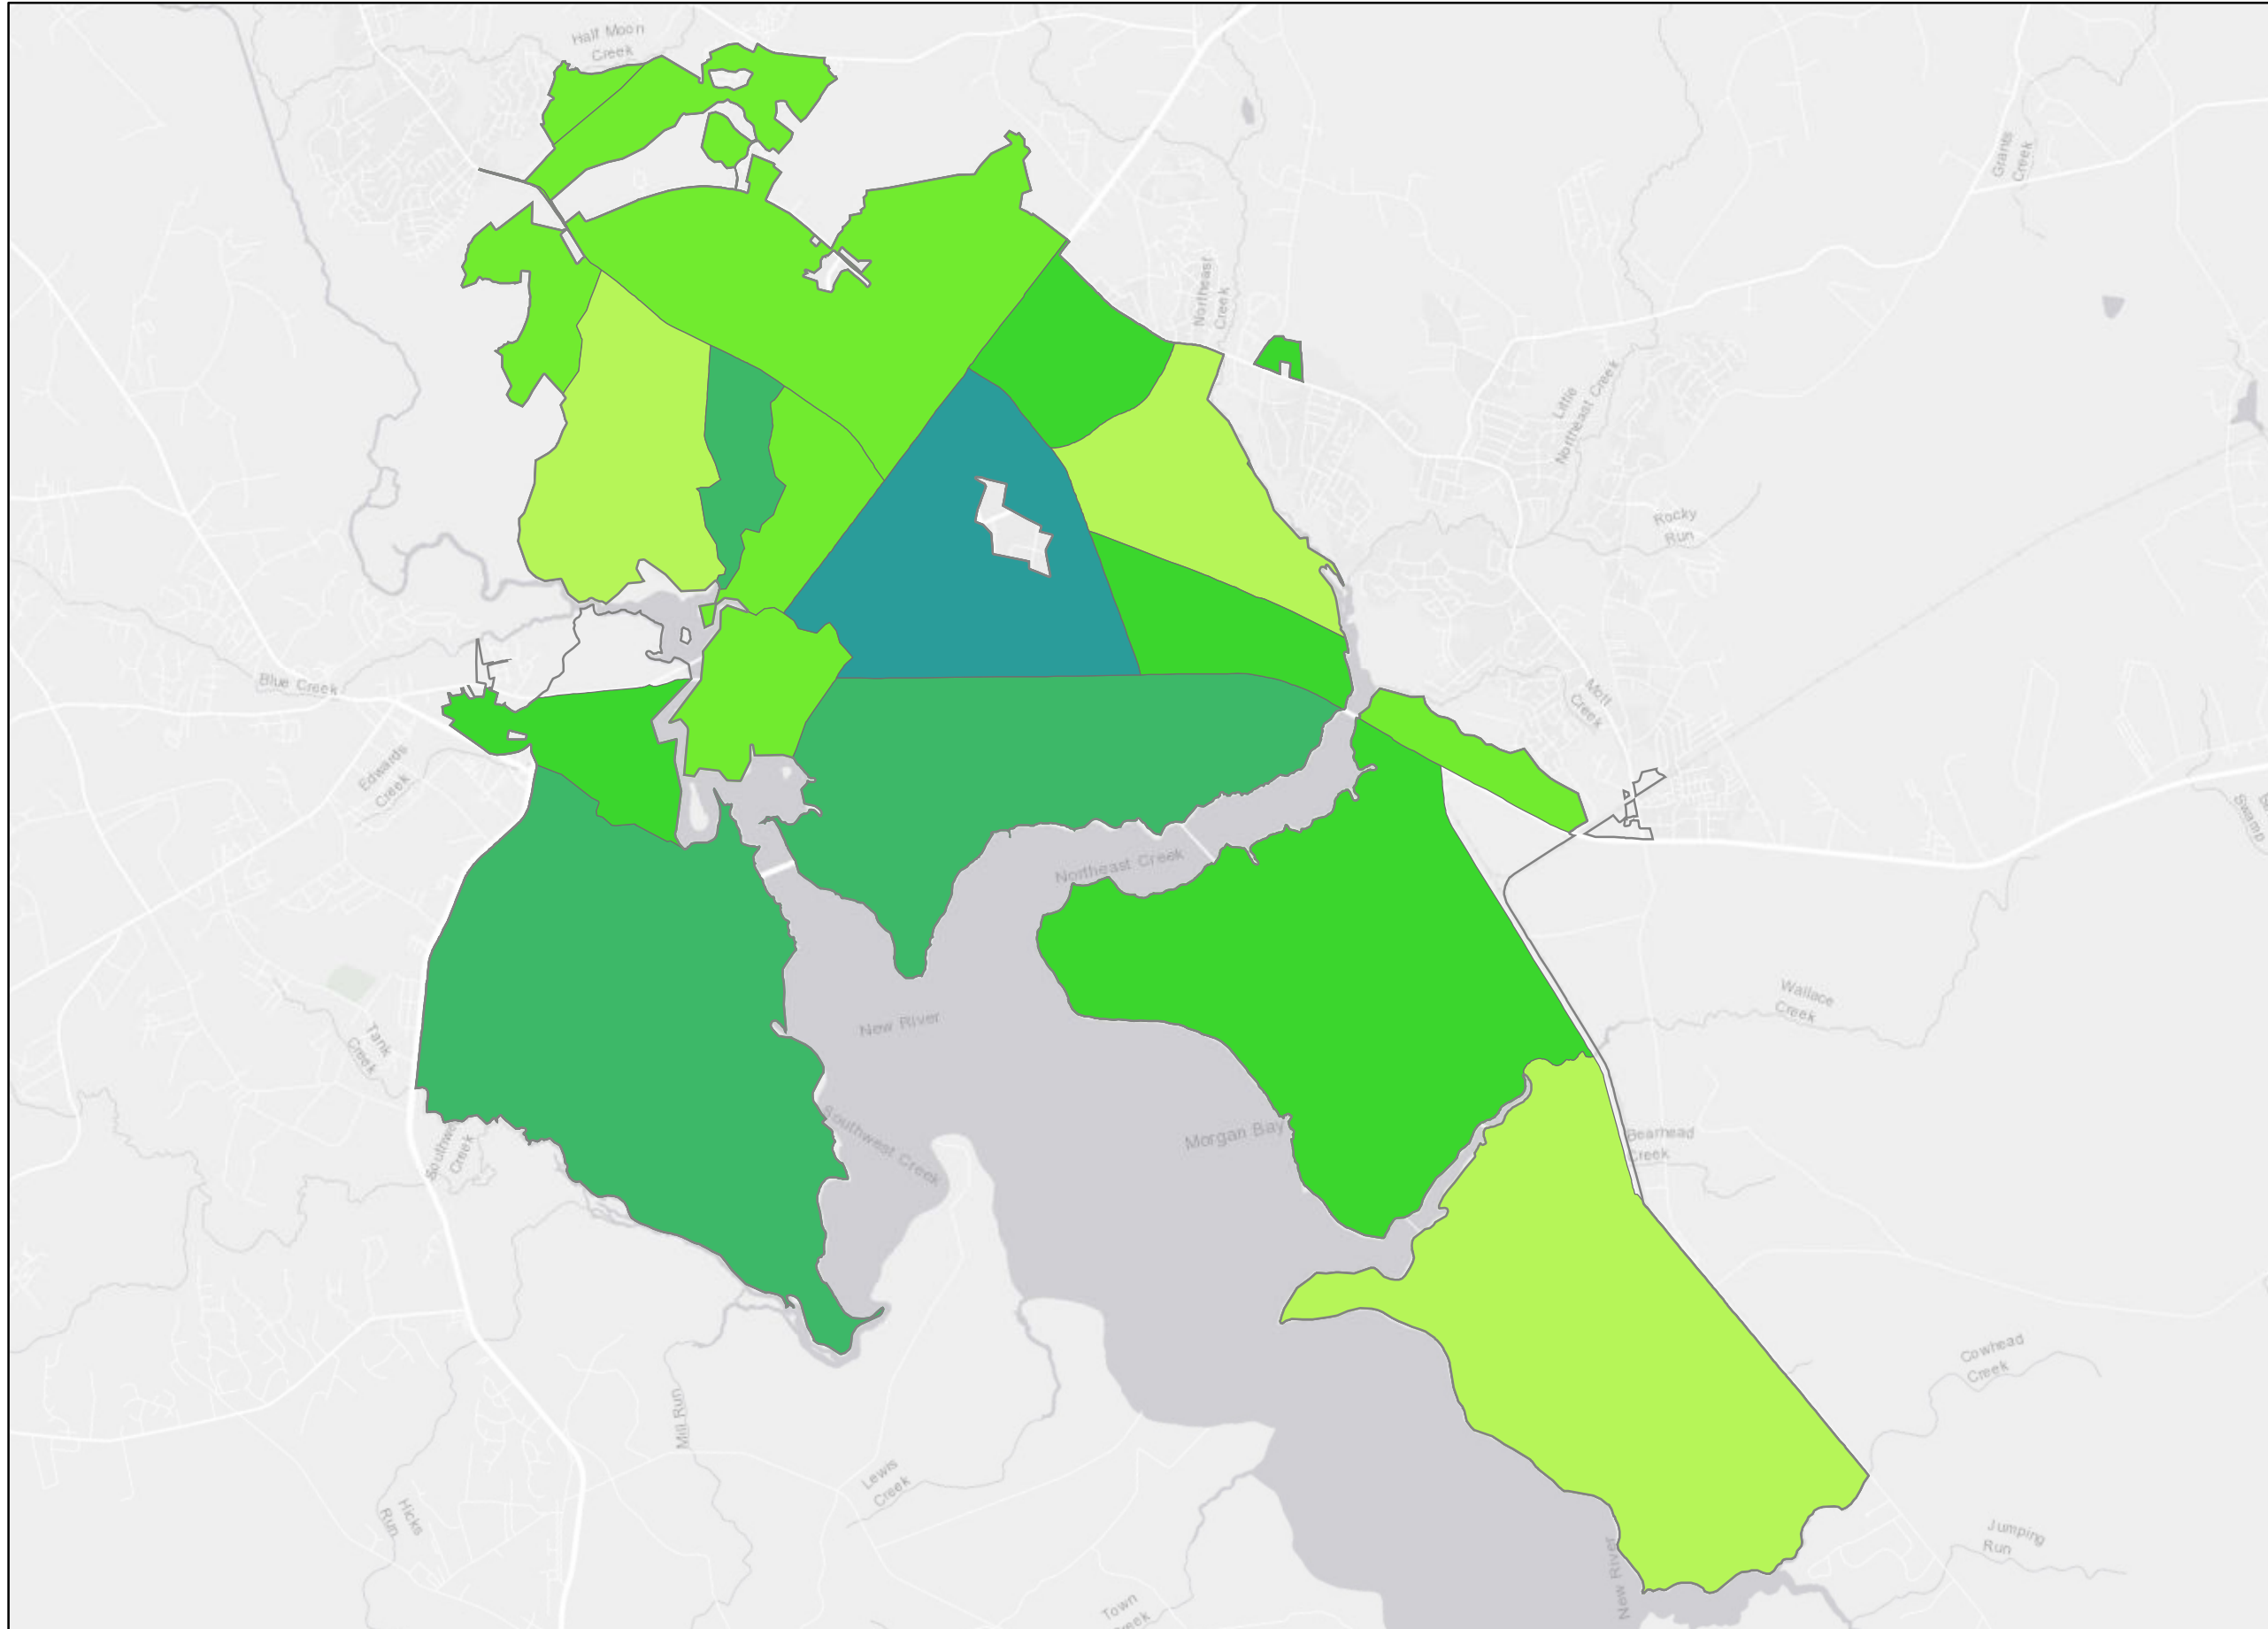 Half Moon
Creek
Grants
Creek
Northeast
Creek
Little
Northeast Creek
Rocky
Run
Blue Creek
Mott
Creek
Edwards
Creek
Swamp
Northeast Creek
Wallace
Creek
New River
Tank
Creek
Southwest Creek
Morgan Bay
Bearhead
Creek
Creek
Cowhead
Creek
Mill Run
Lewis
Creek
Hicks
Run
Jumping
Run
New River
Town